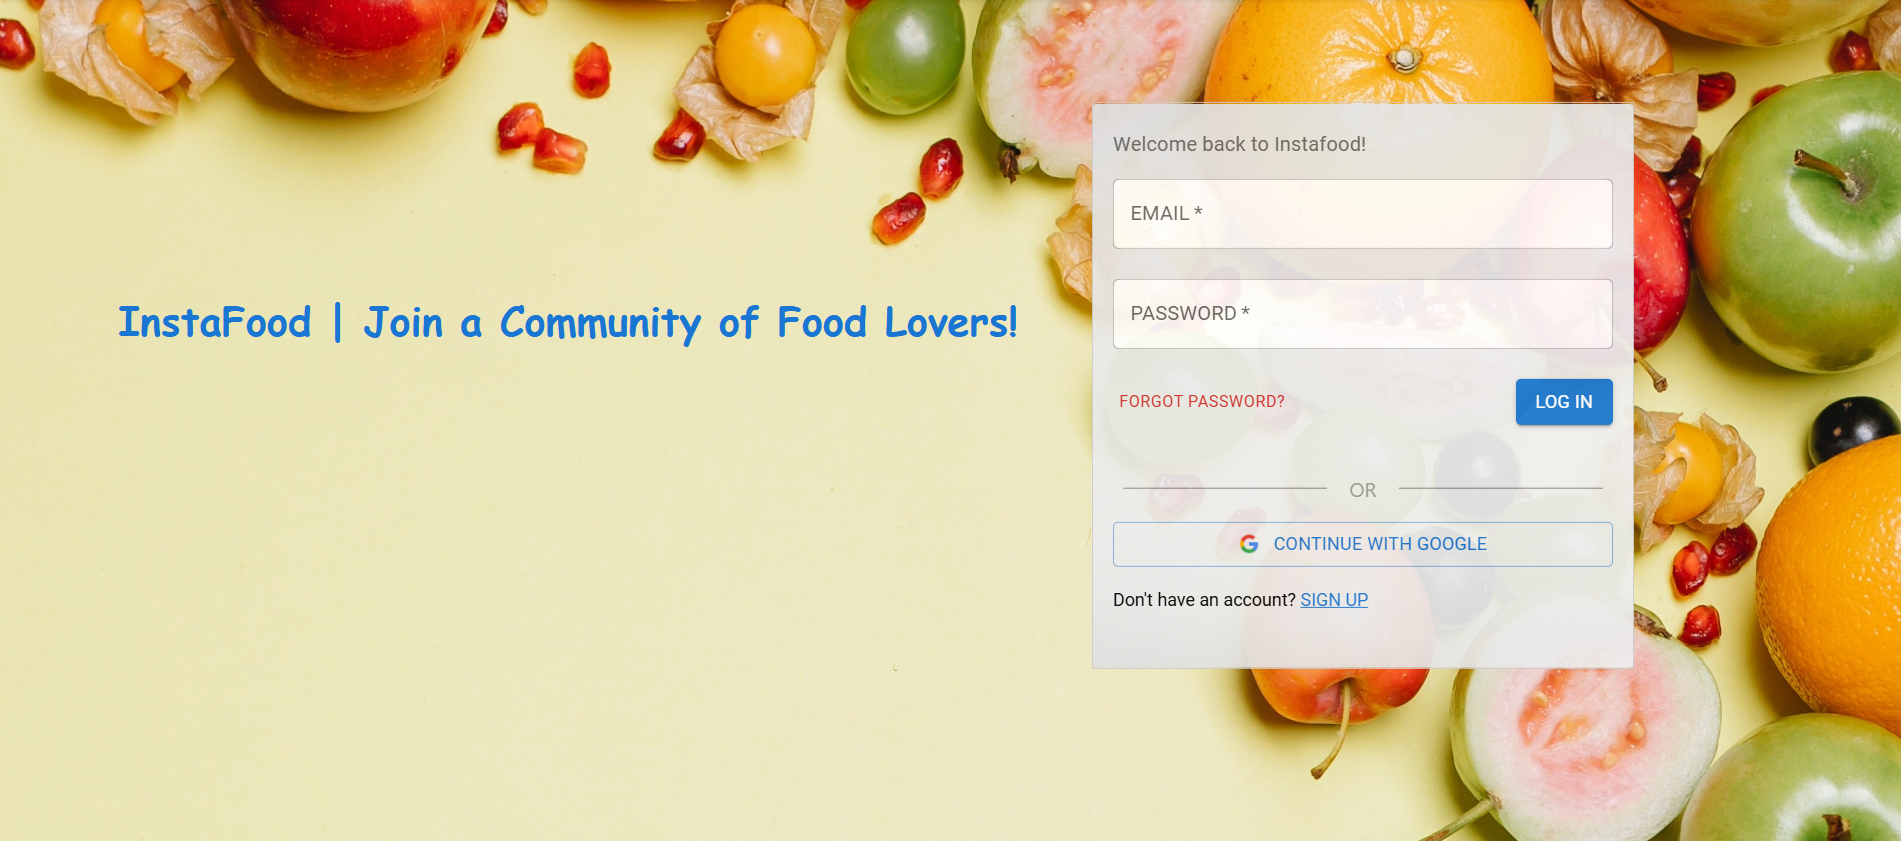 InstaFood | Join a Community of Food Lovers!
Welcome back to Instafood!
EMAIL *
PASSWORD *
FORGOT PASSWORD?
LOG IN
OR
CONTINUE WITH GOOGLE
Don't have an account? SIGN UP